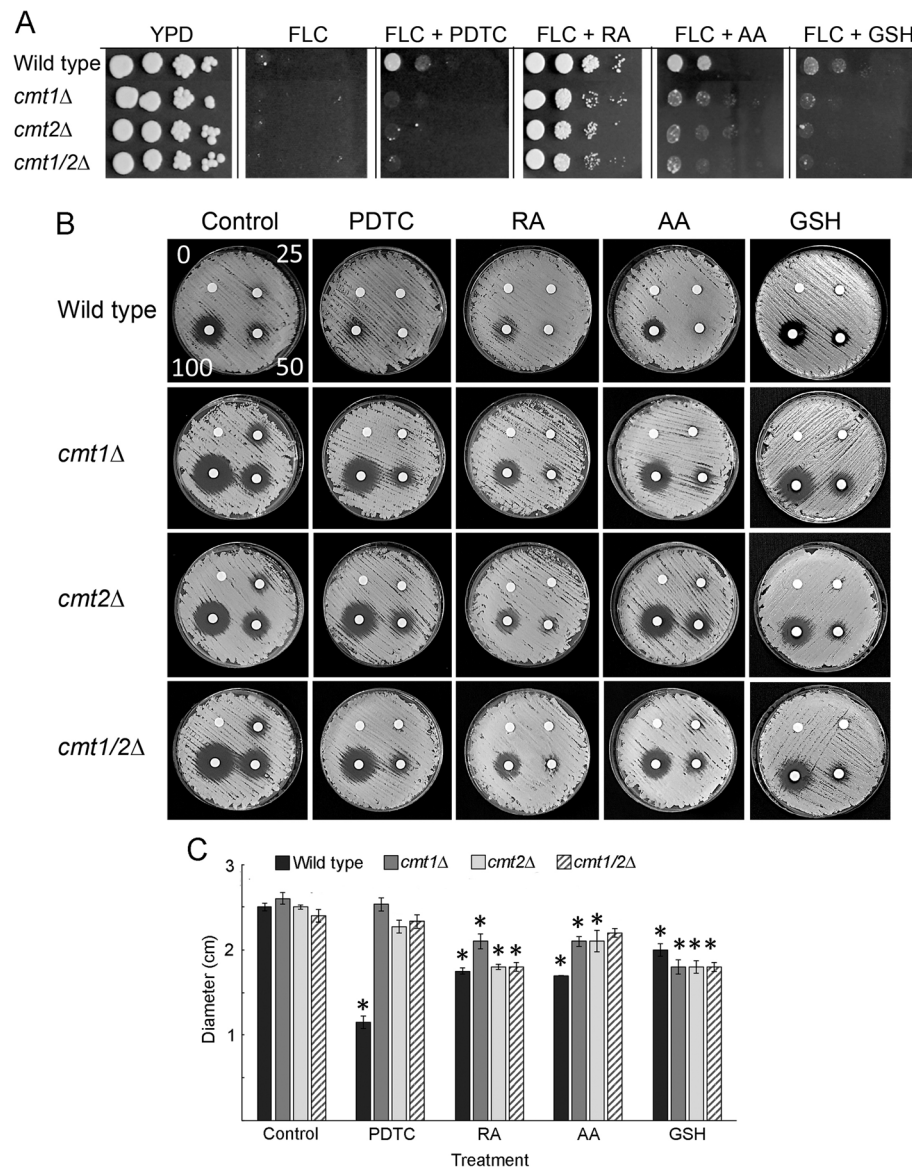 A
YPD FLC FLC + PDTC FLC + RA FLC + AA FLC + GSH
Wild type
cmt1Δ
cmt2Δ
cmt1/2Δ
B
Control PDTC RA AA GSH
0 25
Wild type
100 50
cmt1Δ
cmt2Δ
cmt1/2Δ
C
3
Wild type cmt1Δ cmt2Δ cmt1/2Δ
* * * * * * * * * * * *
2
1
Diameter (cm)
Control PDTC RA AA GSH
Treatment